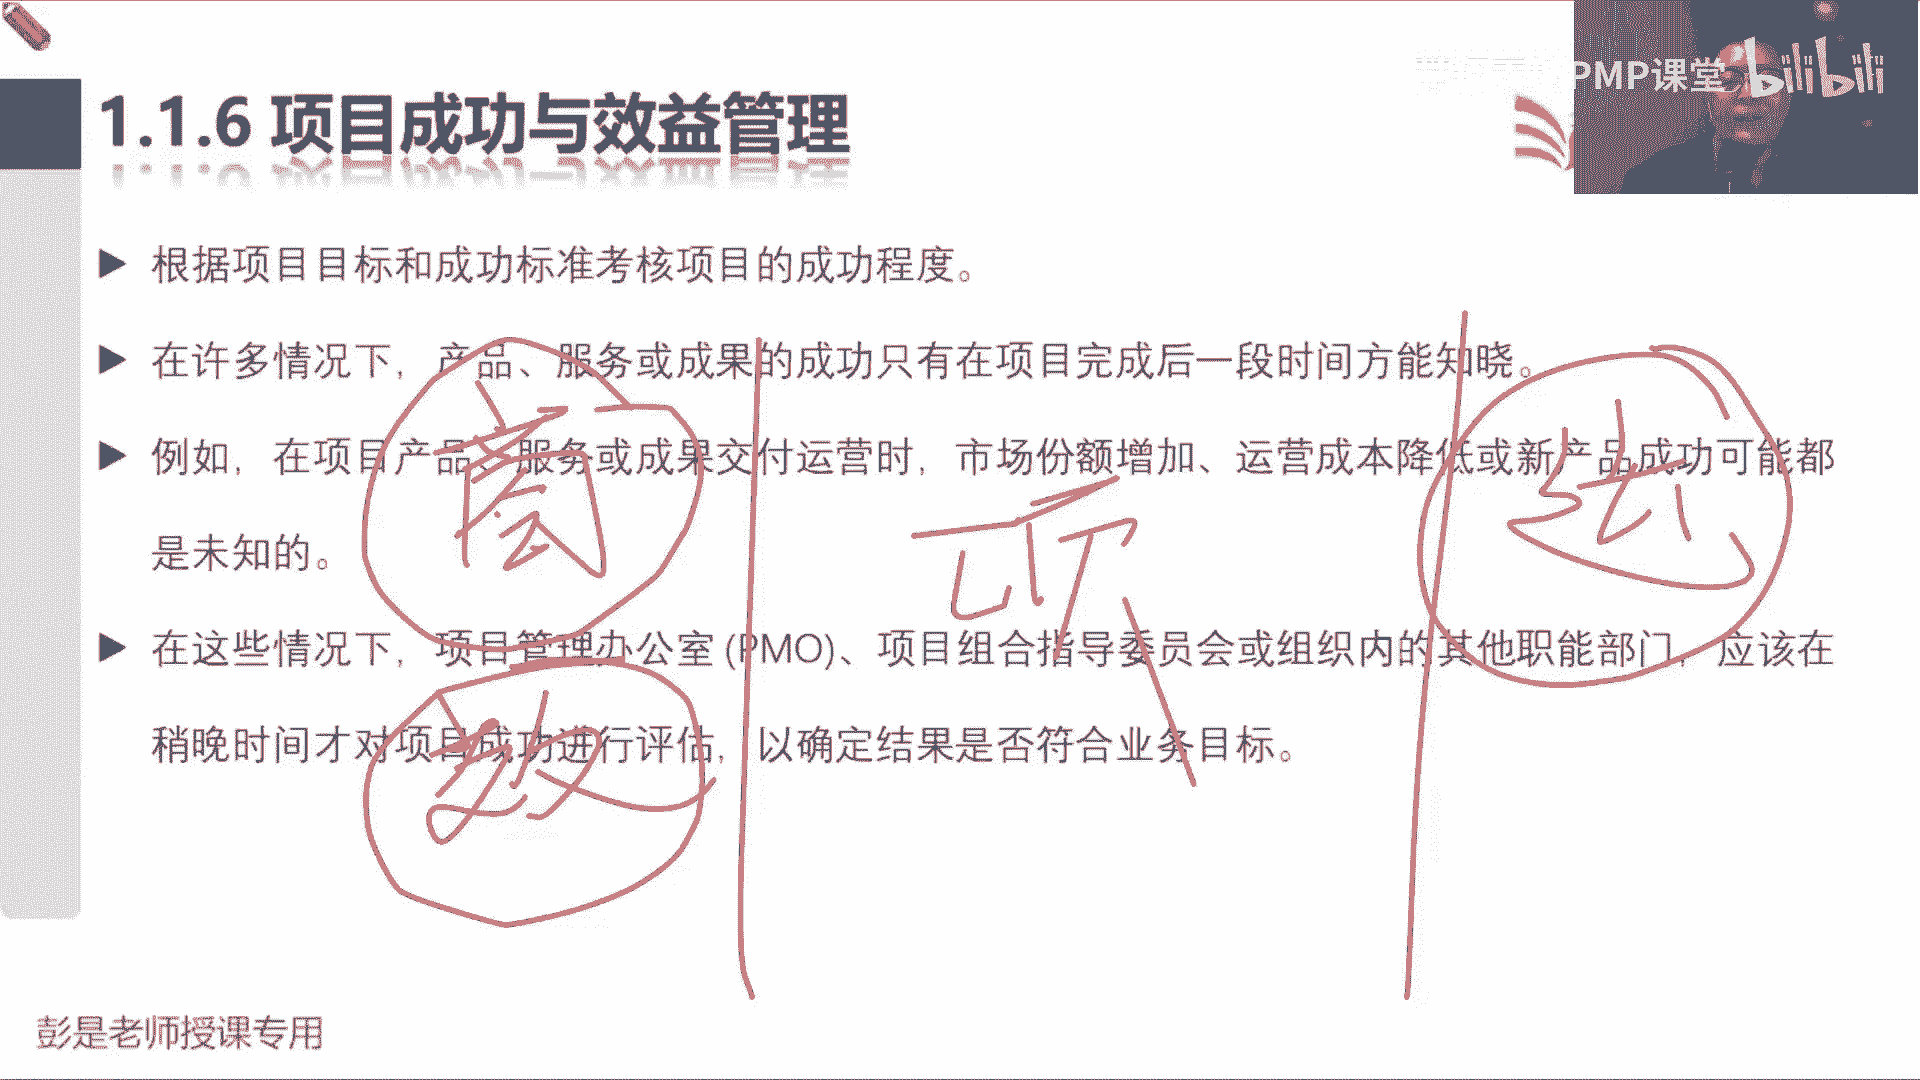 1.1.6 项目成功与效益管理
PMP课堂 bilibili
根据项目目标和成功标准考核项目的成功程度。
在许多情况下，产品、服务或成果的成功只有在项目完成后一段时间方能知晓。
例如，在项目产品、服务或成果交付运营时，市场份额增加、运营成本降低或新产品成功可能都
是未知的。
商
项
运
在这些情况下，项目管理办公室 (PMO)、项目组合指导委员会或组织内的其他职能部门，应该在
稍晚时间才对项目成功进行评估，以确定结果是否符合业务目标。
效
彭是老师授课专用